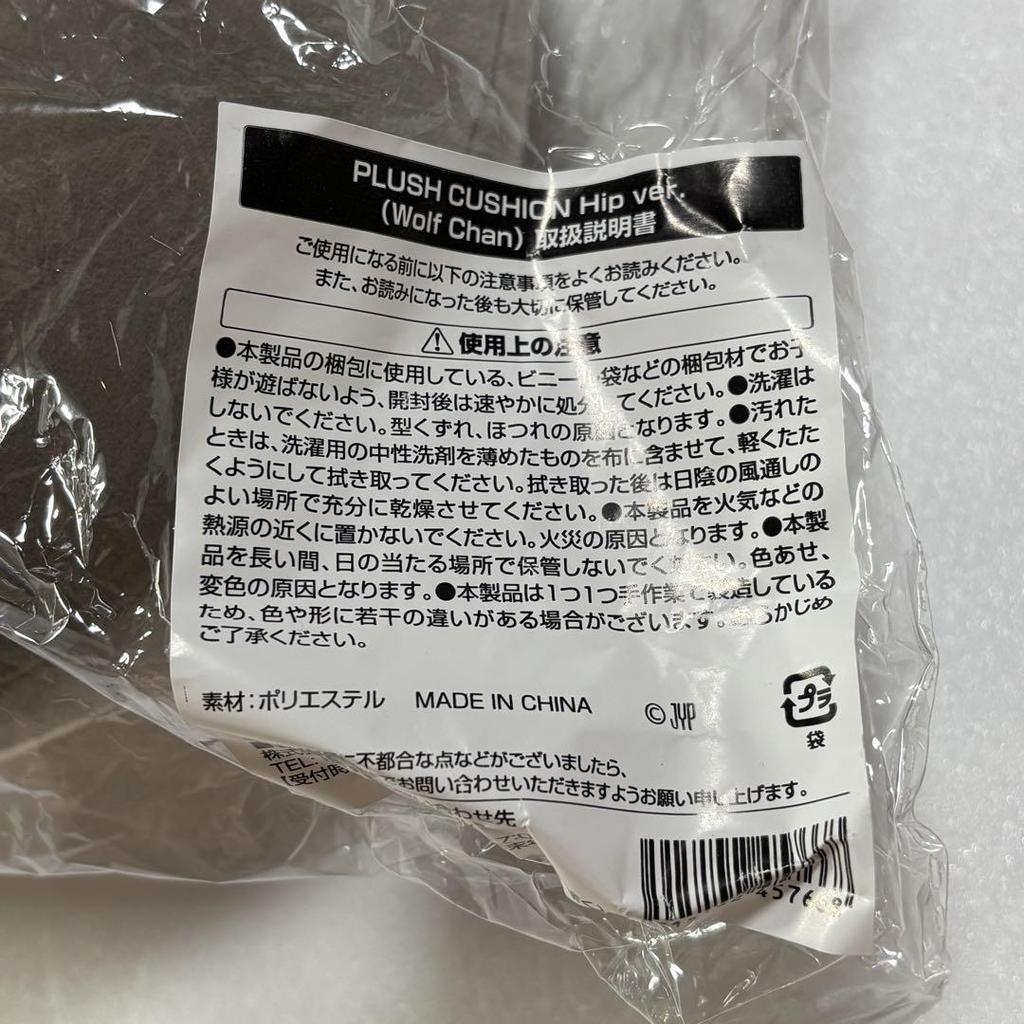 PLUSH CUSHION Hip ver.
(Wolf Chan) 取扱説明書
ご使用になる前に以下の注意事項をよくお読みください。
また、お読みになった後も大切に保管してください。
⚠使用上の注意
●本製品の梱包に使用している、ビニール袋などの梱包材でお子
様が遊ばないよう、開封後は速やかに処分してください。●洗濯は
しないでください。型くずれ、ほつれの原因となります。●汚れた
ときは、洗濯用の中性洗剤を薄めたものを布に含ませて、軽くたた
くようにして拭き取ってください。拭き取った後は日陰の風通しの
よい場所で充分に乾燥させてください。●本製品を火気などの
熱源の近くに置かないでください。火災の原因となります。●本製
品を長い間、日の当たる場所で保管しないでください。色あせ、
変色の原因となります。●本製品は1つ1つ手作業で製造している
ため、色や形に若干の違いがある場合がございます。あらかじめ
ご了承ください。
素材：ポリエステル MADE IN CHINA © JYP
プラ
袋
不都合な点などがございましたら、
お問い合わせいただきますようお願い申し上げます。
わせ先
株式
TEL:
【受付時